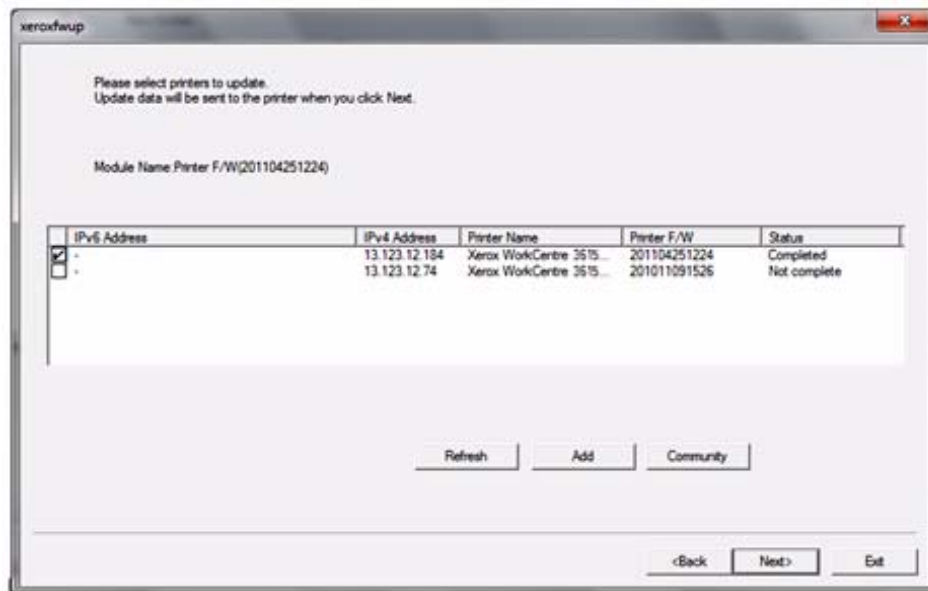 xeroxfwup
Please select printers to update.
Update data will be sent to the printer when you click Next.
Module Name:Printer F/W(201104251224)
IPv6 Address IPv4 Address Printer Name Printer F/W Status
- 13.123.12.184 Xerox WorkCentre 3615... 201104251224 Completed
- 13.123.12.74 Xerox WorkCentre 3615... 201011091526 Not complete
Refresh Add Community
<Back Next> Exit